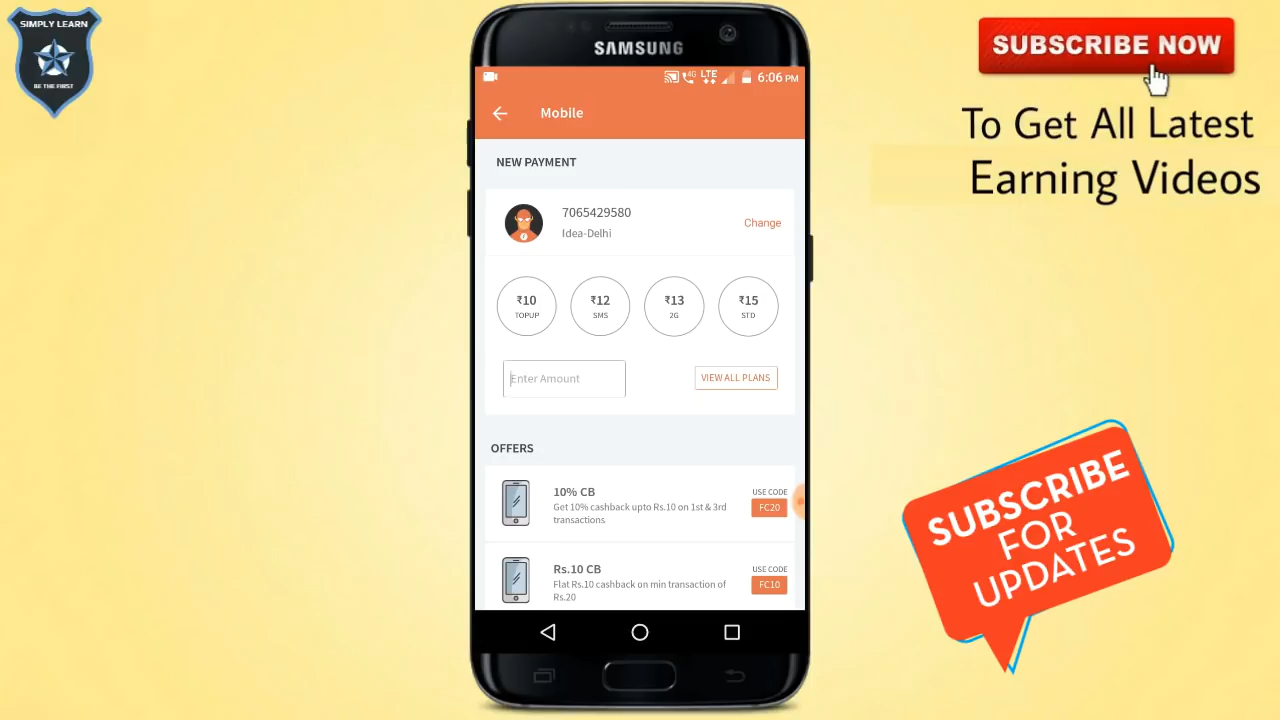 SIMPLY LEARN
BE THE FIRST
SAMSUNG
4G LTE 6:06 PM
Mobile
NEW PAYMENT
7065429580
Idea-Delhi
Change
₹10 ₹12 ₹13 ₹15
TOPUP SMS 2G STD
Enter Amount
VIEW ALL PLANS
OFFERS
10% CB
Get 10% cashback upto Rs.10 on 1st & 3rd
transactions
USE CODE
FC20
Rs.10 CB
Flat Rs.10 cashback on min transaction of
Rs.20
USE CODE
FC10
SUBSCRIBE NOW
To Get All Latest
Earning Videos
SUBSCRIBE
FOR
UPDATES